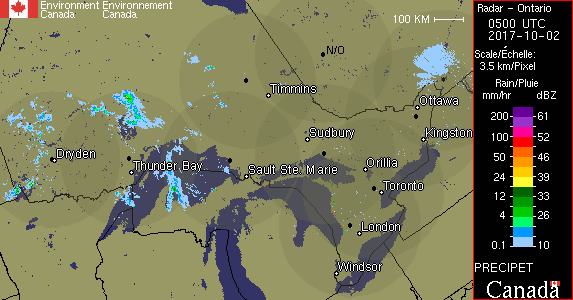 Environment Environnement
Canada Canada
100 KM
N/O
Timmins
Ottawa
Sudbury
Kingston
Dryden
Thunder Bay
Sault Ste. Marie
Orillia
Toronto
London
Windsor
Radar - Ontario
0500 UTC
2017-10-02
Scale/Échelle:
3.5 km/Pixel
Rain/Pluie
mm/hr dBZ
200 61
100 52
50 46
24 39
12 33
4 26
0.1 10
PRECIPET
Canada